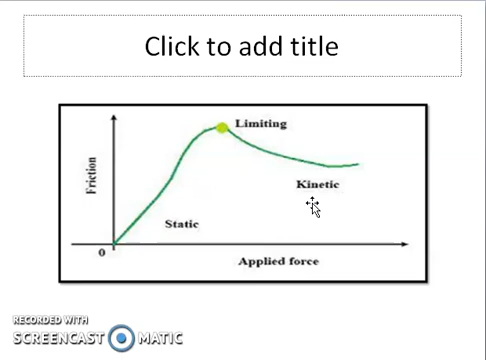 Click to add title
Limiting
Friction
Kinetic
Static
0
Applied force
RECORDED WITH
SCREENCAST MATIC